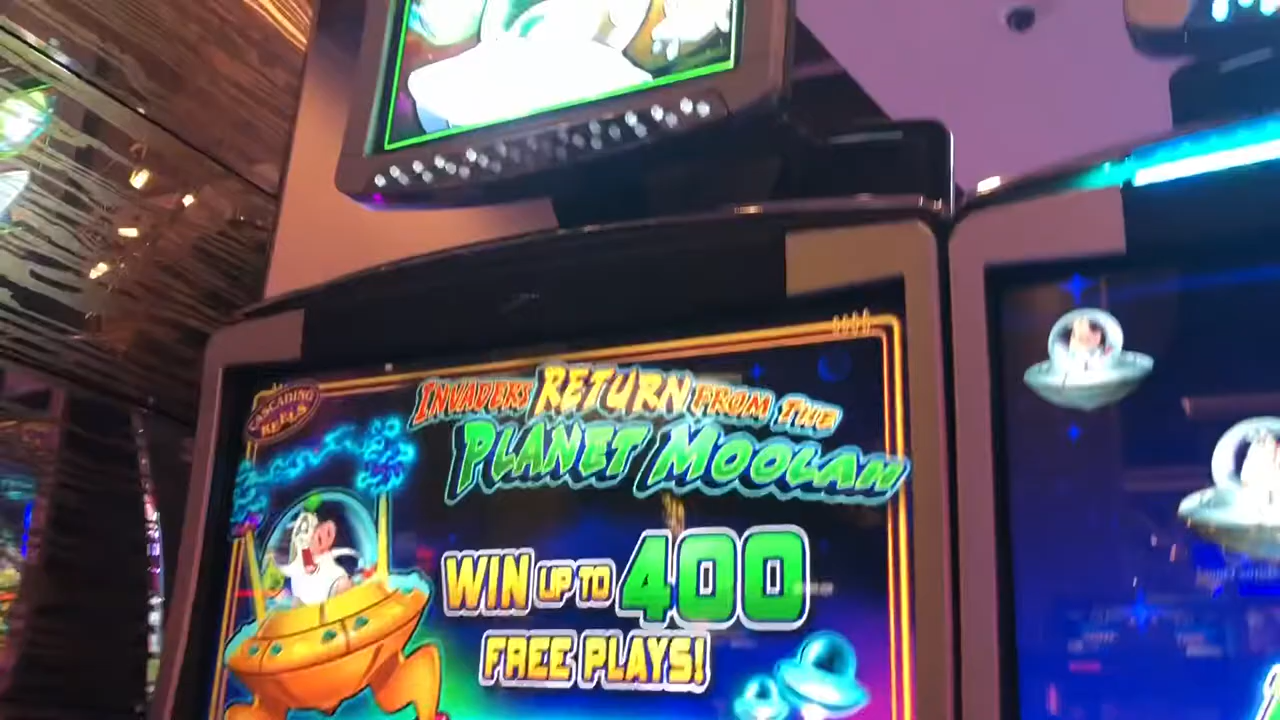 CASCADING
REELS
INVADERS RETURN FROM THE
PLANET MOOLAH
WIN UP TO 400
FREE PLAYS!